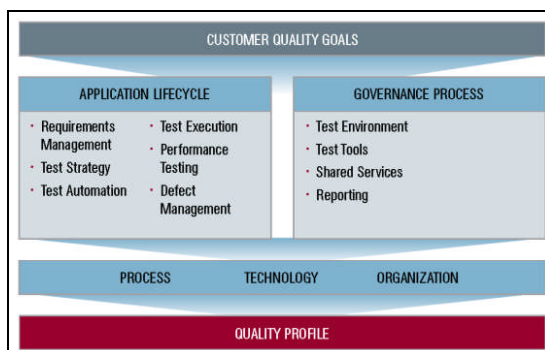 CUSTOMER QUALITY GOALS
APPLICATION LIFECYCLE
· Requirements
Management
· Test Strategy
· Test Automation
· Test Execution
· Performance
Testing
· Defect
Management
GOVERNANCE PROCESS
· Test Environment
· Test Tools
· Shared Services
· Reporting
PROCESS TECHNOLOGY ORGANIZATION
QUALITY PROFILE